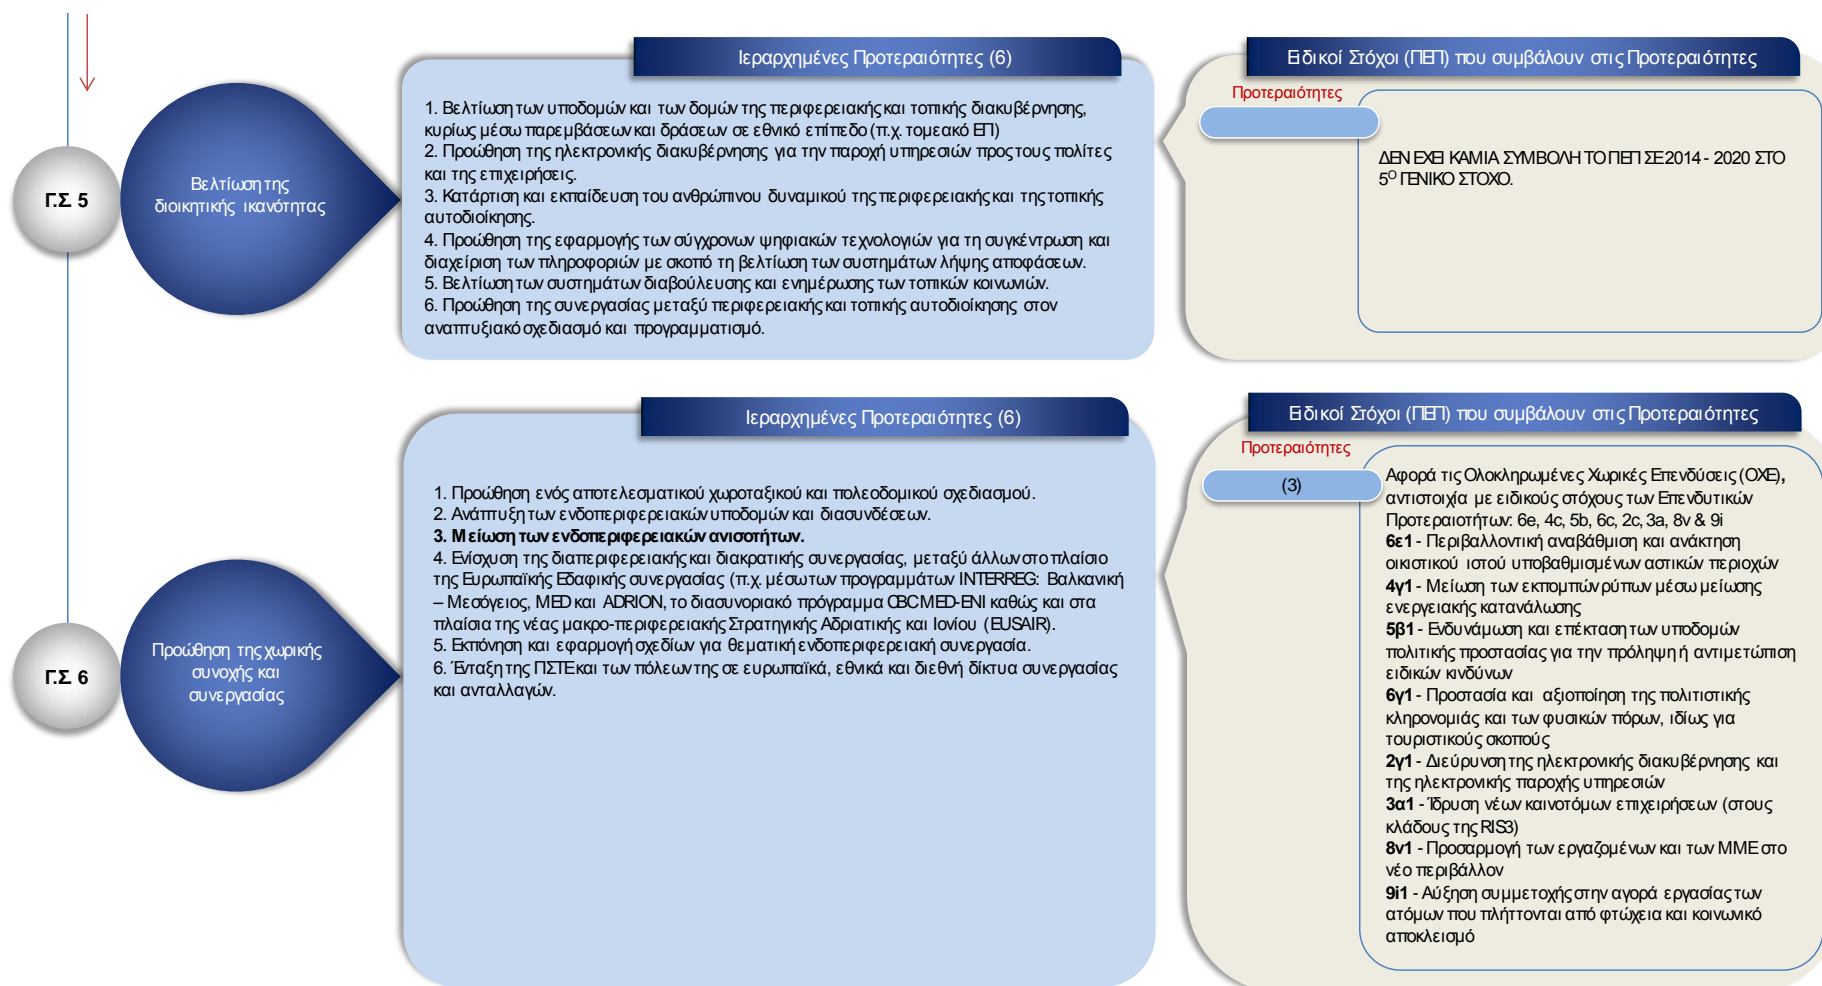 Γ.Σ. 5
Βελτίωση της
διοικητικής ικανότητας
Ιεραρχημένες Προτεραιότητες (6)
1. Βελτίωση των υποδομών και των δομών της περιφερειακής και τοπικής διακυβέρνησης,
κυρίως μέσω παρεμβάσεων και δράσεων σε εθνικό επίπεδο (π.χ. τομεακό ΕΠ)
2. Προώθηση της ηλεκτρονικής διακυβέρνησης για την παροχή υπηρεσιών προς τους πολίτες
και της επιχειρήσεις.
3. Κατάρτιση και εκπαίδευση του ανθρώπινου δυναμικού της περιφερειακής και της τοπικής
αυτοδιοίκησης.
4. Προώθηση της εφαρμογής των σύγχρονων ψηφιακών τεχνολογιών για τη συγκέντρωση και
διαχείριση των πληροφοριών με σκοπό τη βελτίωση των συστημάτων λήψης αποφάσεων.
5. Βελτίωση των συστημάτων διαβούλευσης και ενημέρωσης των τοπικών κοινωνιών.
6. Προώθηση της συνεργασίας μεταξύ περιφερειακής και τοπικής αυτοδιοίκησης στον
αναπτυξιακό σχεδιασμό και προγραμματισμό.
Ειδικοί Στόχοι (ΠΕΠ) που συμβάλουν στις Προτεραιότητες
Προτεραιότητες
ΔΕΝ ΕΧΕΙ ΚΑΜΙΑ ΣΥΜΒΟΛΗ ΤΟ ΠΕΠ ΣΕ 2014 - 2020 ΣΤΟ
5Ο ΓΕΝΙΚΟ ΣΤΟΧΟ.
Γ.Σ. 6
Προώθηση της χωρικής
συνοχής και
συνεργασίας
Ιεραρχημένες Προτεραιότητες (6)
1. Προώθηση ενός αποτελεσματικού χωροταξικού και πολεοδομικού σχεδιασμού.
2. Ανάπτυξη των ενδοπεριφερειακών υποδομών και διασυνδέσεων.
3. Μείωση των ενδοπεριφερειακών ανισοτήτων.
4. Ενίσχυση της διαπεριφερειακής και διακρατικής συνεργασίας, μεταξύ άλλων στο πλαίσιο
της Ευρωπαϊκής Εδαφικής συνεργασίας (π.χ. μέσω των προγραμμάτων INTERREG: Βαλκανική
– Μεσόγειος, MED και ADRION, το διασυνοριακό πρόγραμμα CBCMED-ENI καθώς και στα
πλαίσια της νέας μακρο-περιφερειακής Στρατηγικής Αδριατικής και Ιονίου (EUSAIR).
5. Εκπόνηση και εφαρμογή σχεδίων για θεματική ενδοπεριφερειακή συνεργασία.
6. Ένταξη της ΠΣΤΕ και των πόλεων της σε ευρωπαϊκά, εθνικά και διεθνή δίκτυα συνεργασίας
και ανταλλαγών.
Ειδικοί Στόχοι (ΠΕΠ) που συμβάλουν στις Προτεραιότητες
Προτεραιότητες
(3)
Αφορά τις Ολοκληρωμένες Χωρικές Επενδύσεις (ΟΧΕ),
αντιστοιχία με ειδικούς στόχους των Επενδυτικών
Προτεραιοτήτων: 6e, 4c, 5b, 6c, 2c, 3a, 8v & 9i
6ε1 - Περιβαλλοντική αναβάθμιση και ανάκτηση
οικιστικού ιστού υποβαθμισμένων αστικών περιοχών
4γ1 - Μείωση των εκπομπών ρύπων μέσω μείωσης
ενεργειακής κατανάλωσης
5β1 - Ενδυνάμωση και επέκταση των υποδομών
πολιτικής προστασίας για την πρόληψη ή αντιμετώπιση
ειδικών κινδύνων
6γ1 - Προστασία και αξιοποίηση της πολιτιστικής
κληρονομιάς και των φυσικών πόρων, ιδίως για
τουριστικούς σκοπούς
2γ1 - Διεύρυνση της ηλεκτρονικής διακυβέρνησης και
της ηλεκτρονικής παροχής υπηρεσιών
3α1 - Ίδρυση νέων καινοτόμων επιχειρήσεων (στους
κλάδους της RIS3)
8v1 - Προσαρμογή των εργαζομένων και των ΜΜΕ στο
νέο περιβάλλον
9i1 - Αύξηση συμμετοχής στην αγορά εργασίας των
ατόμων που πλήττονται από φτώχεια και κοινωνικό
αποκλεισμό